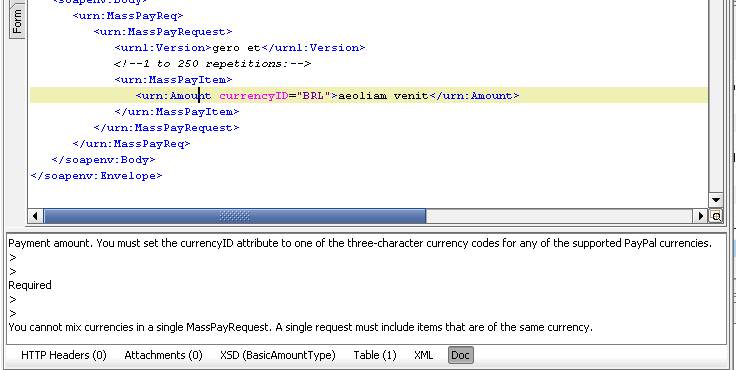 <soapenv:Body>
<urn:MassPayReq>
<urn:MassPayRequest>
<urn1:Version>gero et</urn1:Version>
<!--1 to 250 repetitions:-->
<urn:MassPayItem>
<urn:Amount currencyID="BRL">aeoliam venit</urn:Amount>
</urn:MassPayItem>
</urn:MassPayRequest>
</urn:MassPayReq>
</soapenv:Body>
</soapenv:Envelope>
Form
Payment amount. You must set the currencyID attribute to one of the three-character currency codes for any of the supported PayPal currencies.
>
>
Required
>
>
You cannot mix currencies in a single MassPayRequest. A single request must include items that are of the same currency.
HTTP Headers (0) Attachments (0) XSD (BasicAmountType) Table (1) XML Doc